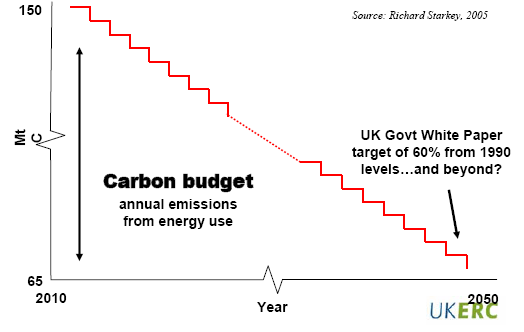 150
Source: Richard Starkey, 2005
Mt
C
UK Govt White Paper
target of 60% from 1990
levels…and beyond?
Carbon budget
annual emissions
from energy use
65
2010
Year
2050
UKERC